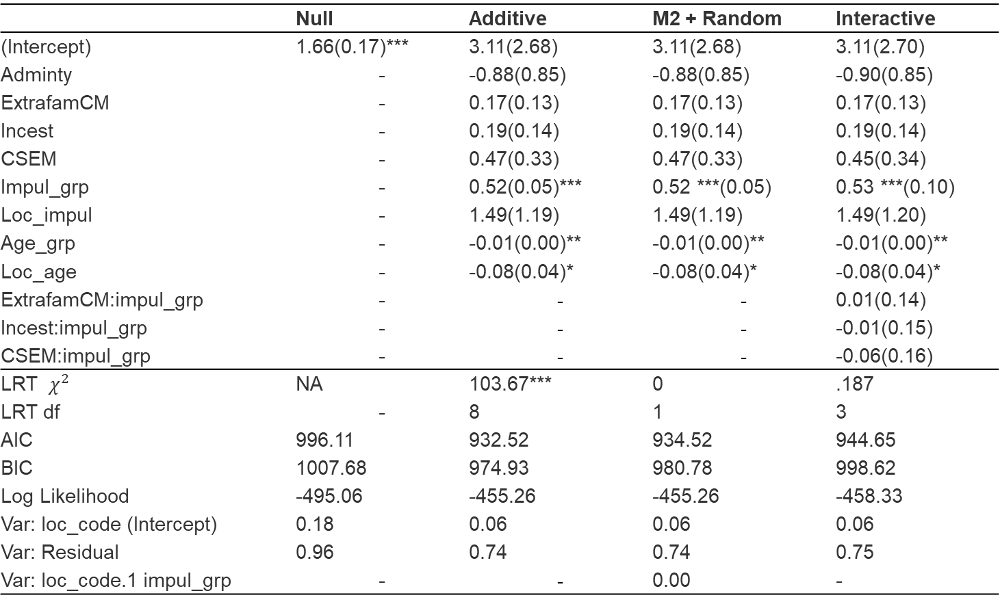 Null Additive M2 + Random Interactive
(Intercept) 1.66(0.17)*** 3.11(2.68) 3.11(2.68) 3.11(2.70)
Adminty - -0.88(0.85) -0.88(0.85) -0.90(0.85)
ExtrafamCM - 0.17(0.13) 0.17(0.13) 0.17(0.13)
Incest - 0.19(0.14) 0.19(0.14) 0.19(0.14)
CSEM - 0.47(0.33) 0.47(0.33) 0.45(0.34)
Impul_grp - 0.52(0.05)*** 0.52 ***(0.05) 0.53 ***(0.10)
Loc_impul - 1.49(1.19) 1.49(1.19) 1.49(1.20)
Age_grp - -0.01(0.00)** -0.01(0.00)** -0.01(0.00)**
Loc_age - -0.08(0.04)* -0.08(0.04)* -0.08(0.04)*
ExtrafamCM:impul_grp - - - 0.01(0.14)
Incest:impul_grp - - - -0.01(0.15)
CSEM:impul_grp - - - -0.06(0.16)
LRT χ² NA 103.67*** 0 .187
LRT df - 8 1 3
AIC 996.11 932.52 934.52 944.65
BIC 1007.68 974.93 980.78 998.62
Log Likelihood -495.06 -455.26 -455.26 -458.33
Var: loc_code (Intercept) 0.18 0.06 0.06 0.06
Var: Residual 0.96 0.74 0.74 0.75
Var: loc_code.1 impul_grp - - 0.00 -